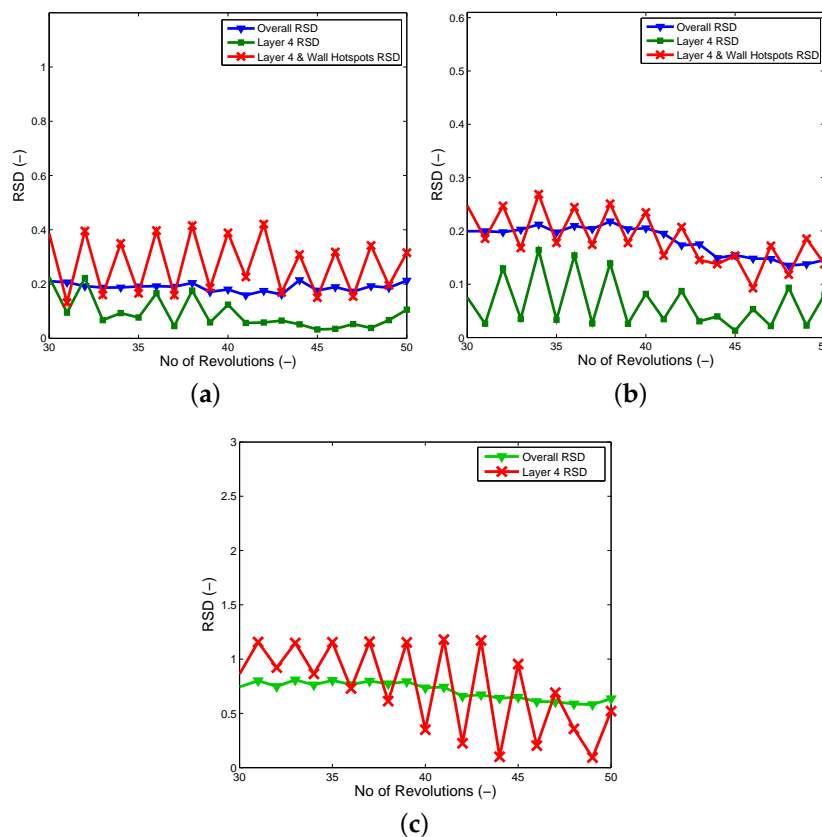 Overall RSD
Layer 4 RSD
Layer 4 & Wall Hotspots RSD
1
0.8
0.6
0.4
0.2
0
RSD (−)
30 35 40 45 50
No of Revolutions (−)
(a)
Overall RSD
Layer 4 RSD
Layer 4 & Wall Hotspots RSD
0.6
0.5
0.4
0.3
0.2
0.1
0
RSD (−)
30 35 40 45 50
No of Revolutions (−)
(b)
Overall RSD
Layer 4 RSD
3
2.5
2
1.5
1
0.5
0
RSD (−)
30 35 40 45 50
No of Revolutions (−)
(c)